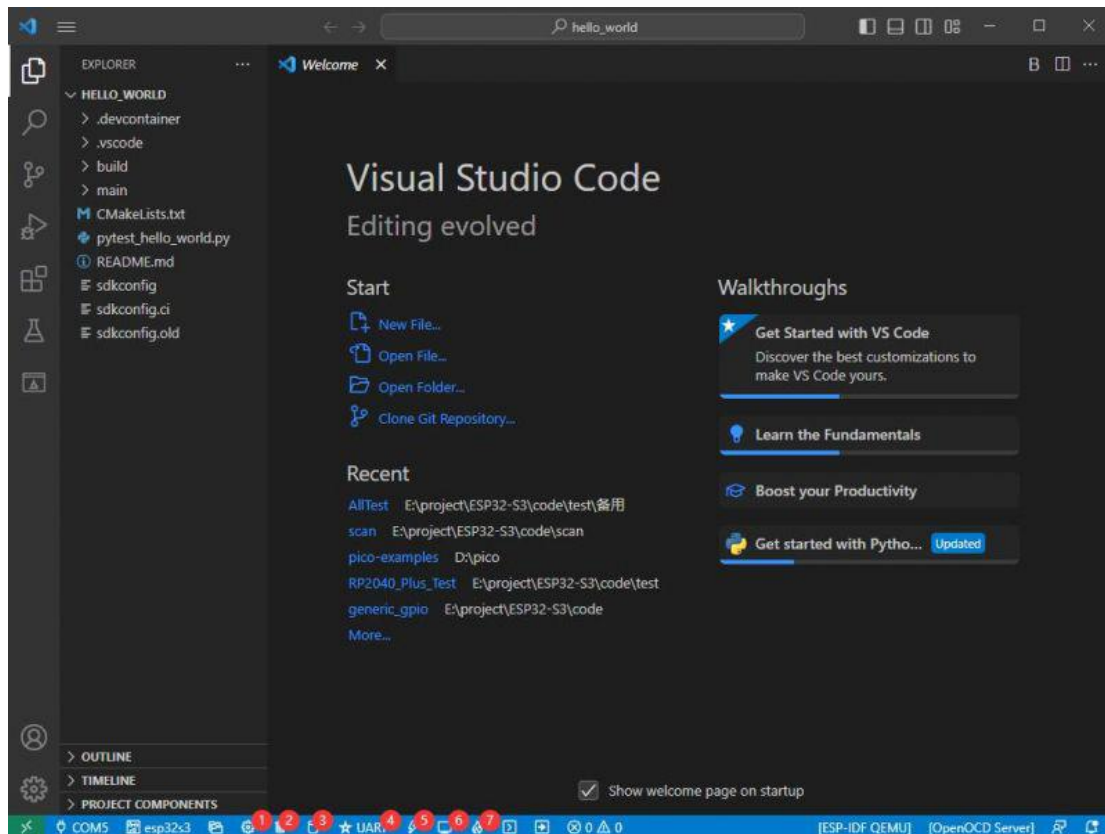 hello_world
EXPLORER
Welcome
B
HELLO_WORLD
.devcontainer
.vscode
build
main
CMakeLists.txt
pytest_hello_world.py
README.md
sdkconfig
sdkconfig.ci
sdkconfig.old
OUTLINE
TIMELINE
PROJECT COMPONENTS
Visual Studio Code
Editing evolved
Start
New File...
Open File...
Open Folder...
Clone Git Repository...
Recent
AllTest E:\project\ESP32-S3\code\test\备用
scan E:\project\ESP32-S3\code\scan
pico-examples D:\pico
RP2040_Plus_Test E:\project\ESP32-S3\code\test
generic_gpio E:\project\ESP32-S3\code
More...
Walkthroughs
Get Started with VS Code
Discover the best customizations to
make VS Code yours.
Learn the Fundamentals
Boost your Productivity
Get started with Pytho... Updated
Show welcome page on startup
COM5 esp32s3 1 2 3 UART 4 5 6 7 0 0 [ESP-IDF QEMU] [OpenOCD Server]